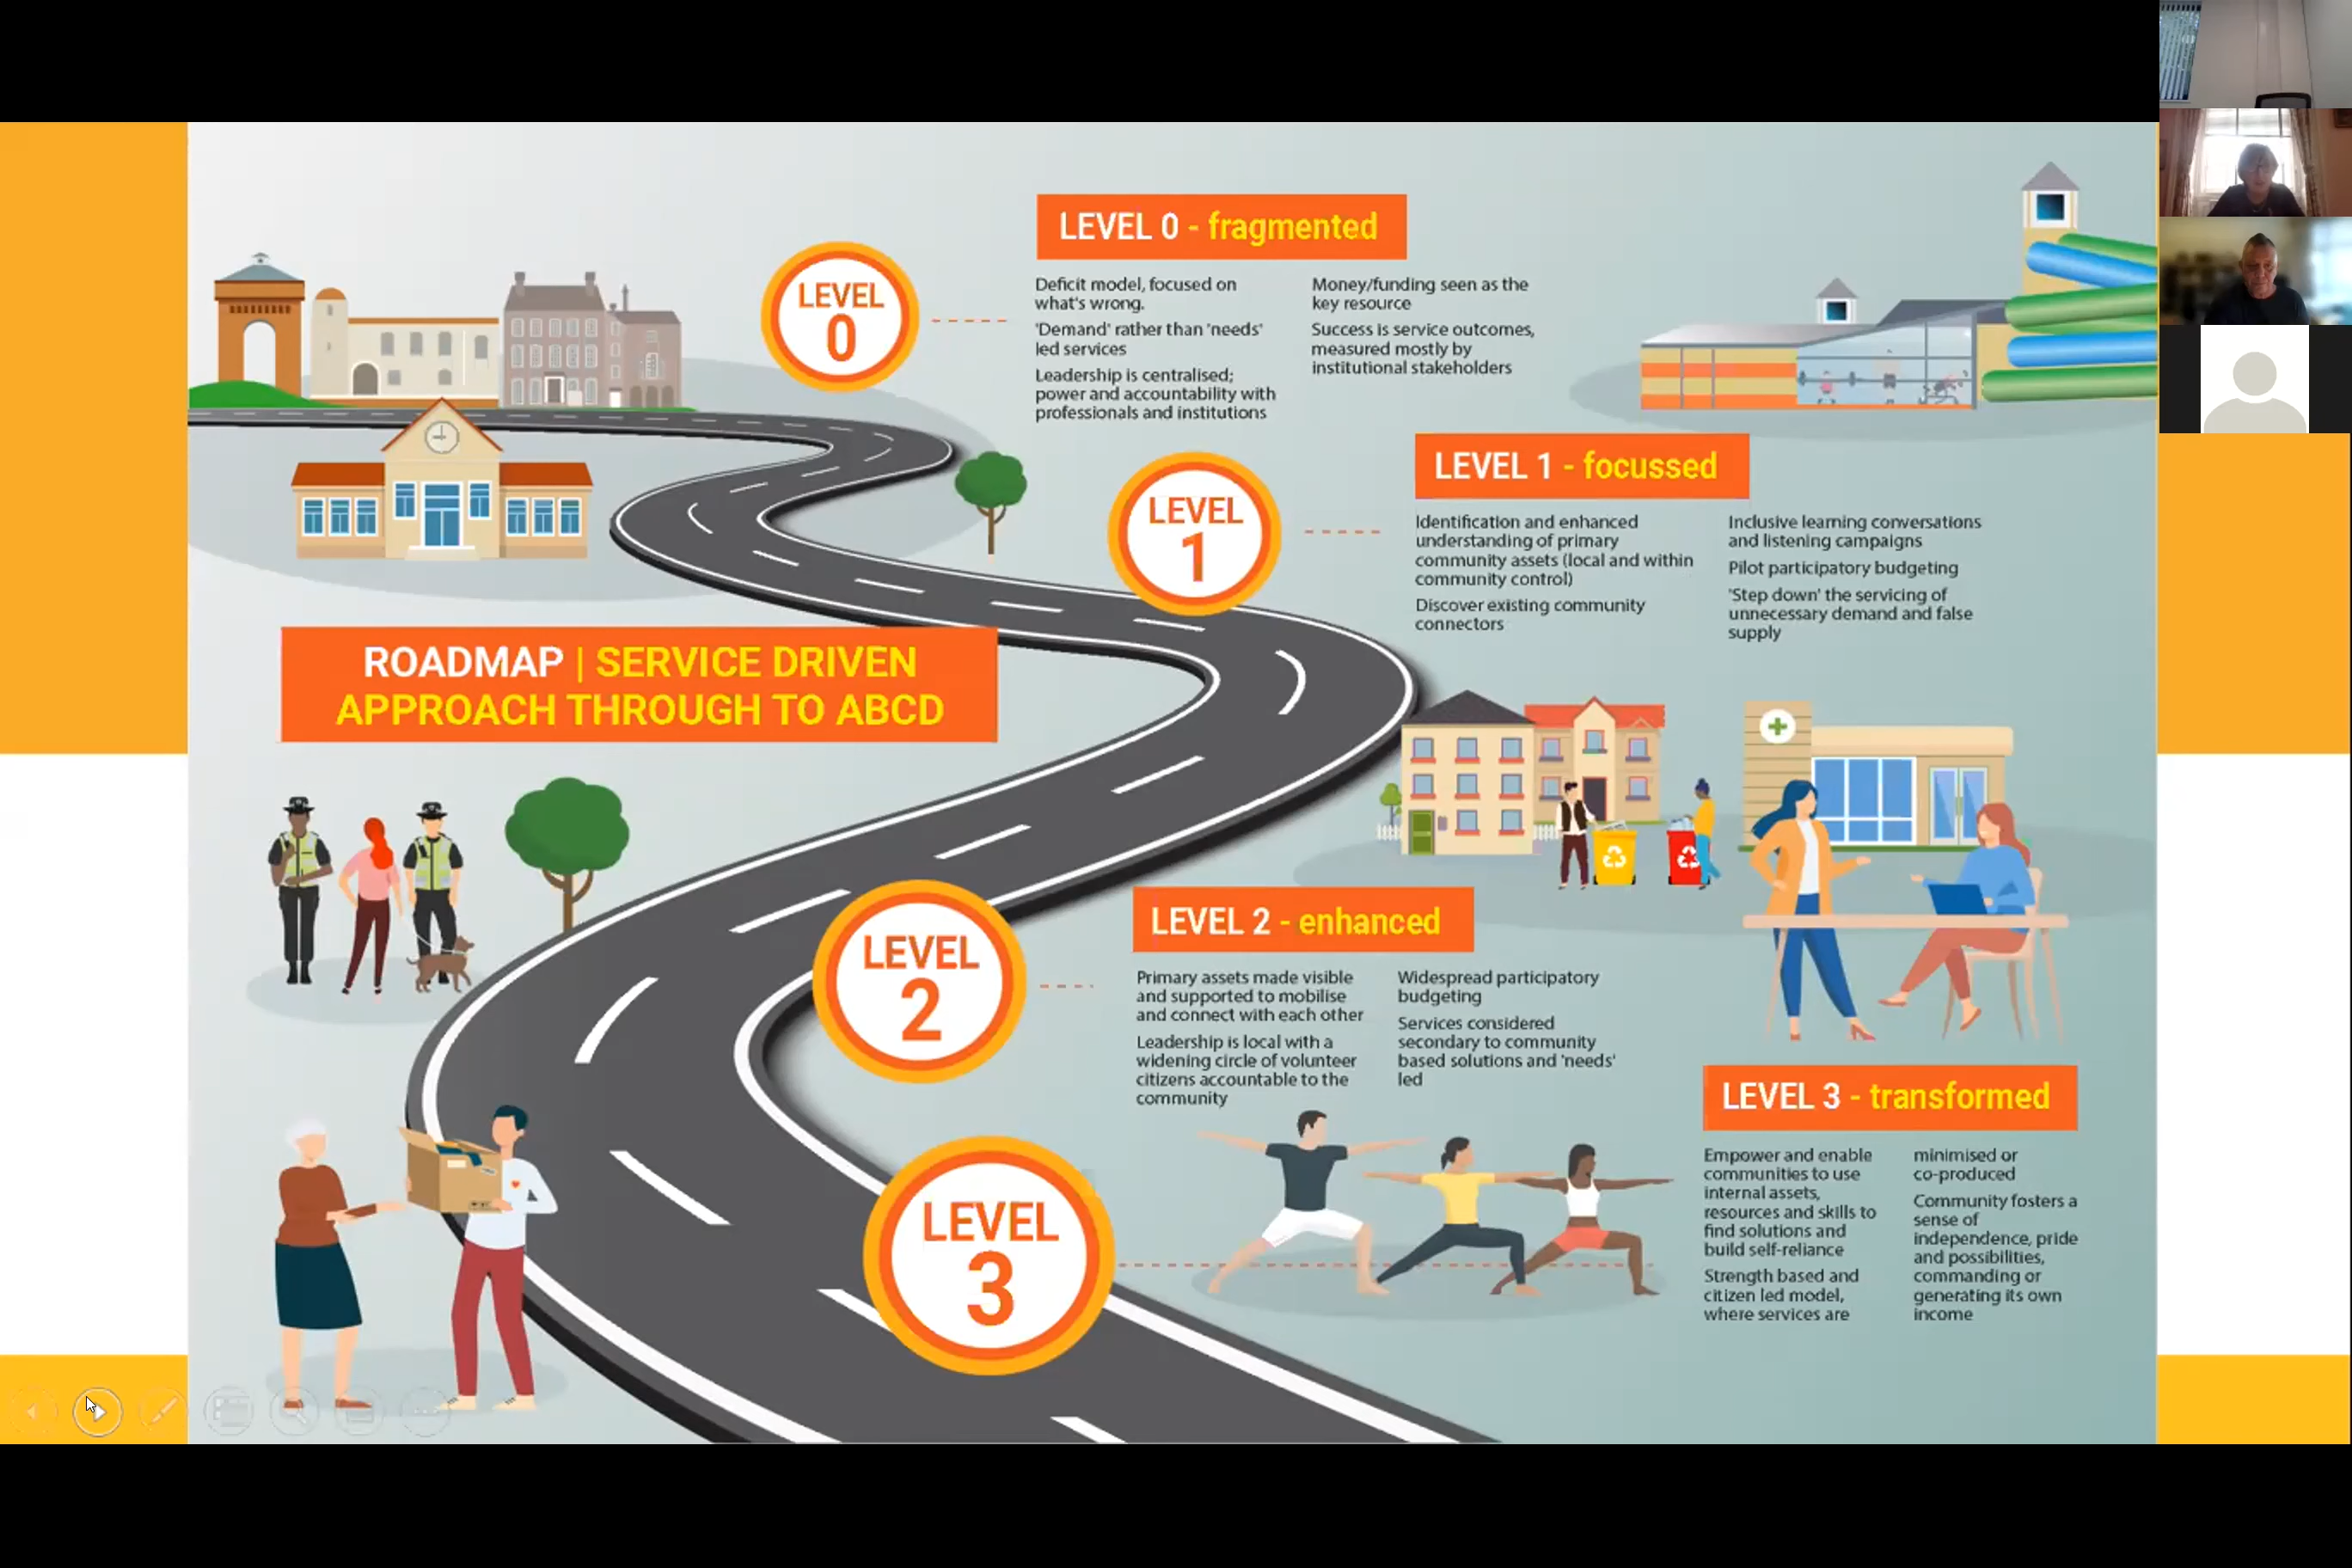 LEVEL 0 - fragmented
LEVEL
0
Deficit model, focused on
what's wrong.
'Demand' rather than 'needs'
led services
Leadership is centralised;
power and accountability with
professionals and institutions
Money/funding seen as the
key resource
Success is service outcomes,
measured mostly by
institutional stakeholders
LEVEL 1 - focussed
LEVEL
1
Identification and enhanced
understanding of primary
community assets (local and within
community control)
Discover existing community
connectors
Inclusive learning conversations
and listening campaigns
Pilot participatory budgeting
'Step down' the servicing of
unnecessary demand and false
supply
ROADMAP | SERVICE DRIVEN
APPROACH THROUGH TO ABCD
LEVEL 2 - enhanced
LEVEL
2
Primary assets made visible
and supported to mobilise
and connect with each other
Leadership is local with a
widening circle of volunteer
citizens accountable to the
community
Widespread participatory
budgeting
Services considered
secondary to community
based solutions and 'needs'
led
LEVEL 3 - transformed
LEVEL
3
Empower and enable
communities to use
internal assets,
resources and skills to
find solutions and
build self-reliance
Strength based and
citizen led model,
where services are
minimised or
co-produced
Community fosters a
sense of
independence, pride
and possibilities,
commanding or
generating its own
income